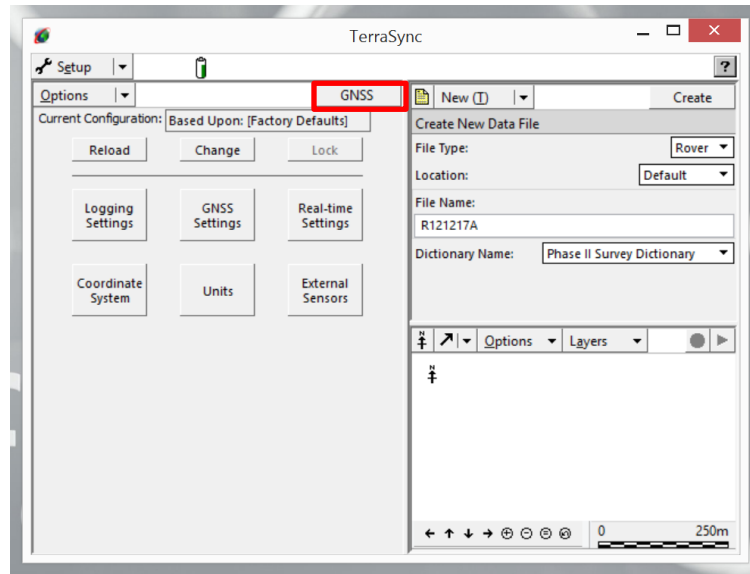 TerraSync
Setup
?
Options
GNSS
Current Configuration: Based Upon: [Factory Defaults]
Reload
Change
Lock
Logging
Settings
GNSS
Settings
Real-time
Settings
Coordinate
System
Units
External
Sensors
New (T)
Create
Create New Data File
File Type:
Rover
Location:
Default
File Name:
R121217A
Dictionary Name:
Phase II Survey Dictionary
N
Options
Layers
N
0
250m